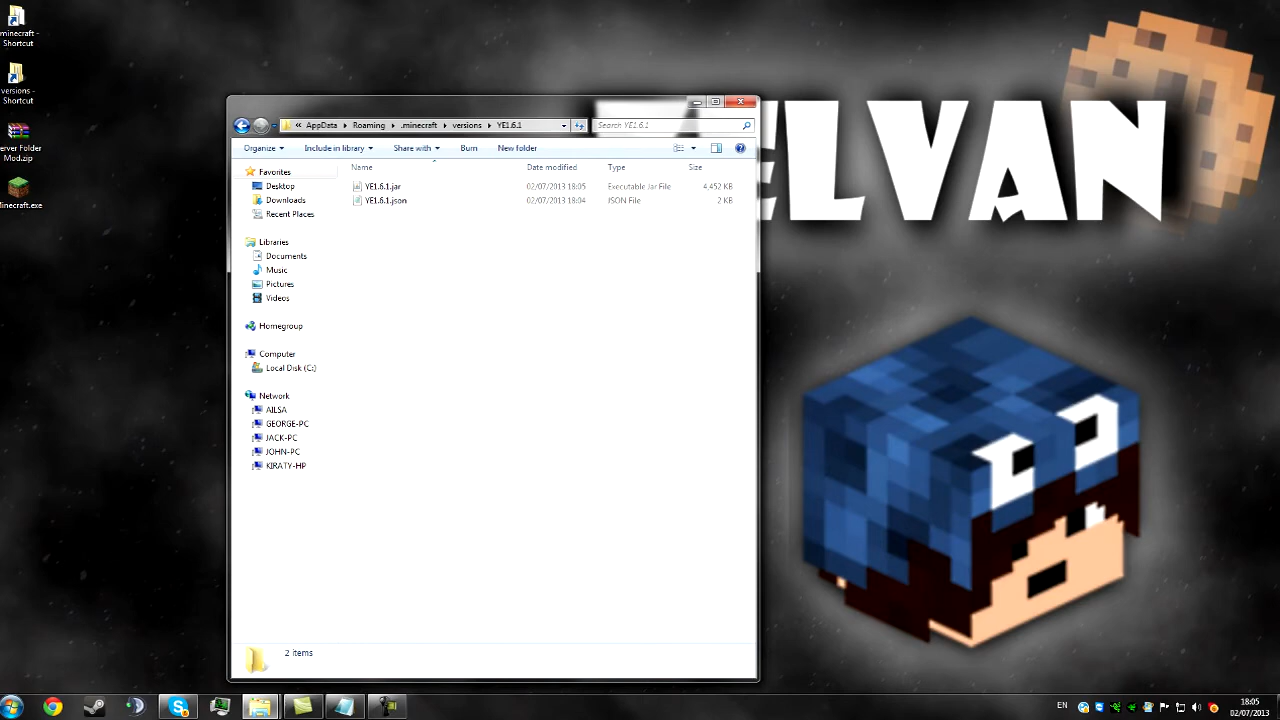 minecraft -
Shortcut
versions -
Shortcut
erver Folder
Mod.zip
inecraft.exe
ELVAN
« AppData Roaming .minecraft versions YE1.6.1
Search YE1.6.1
Organize Include in library Share with Burn New folder
Name Date modified Type Size
YE1.6.1.jar 02/07/2013 18:05 Executable Jar File 4,452 KB
YE1.6.1.json 02/07/2013 18:04 JSON File 2 KB
Favorites
Desktop
Downloads
Recent Places
Libraries
Documents
Music
Pictures
Videos
Homegroup
Computer
Local Disk (C:)
Network
AILSA
GEORGE-PC
JACK-PC
JOHN-PC
KIRATY-HP
2 items
EN
18:05
02/07/2013